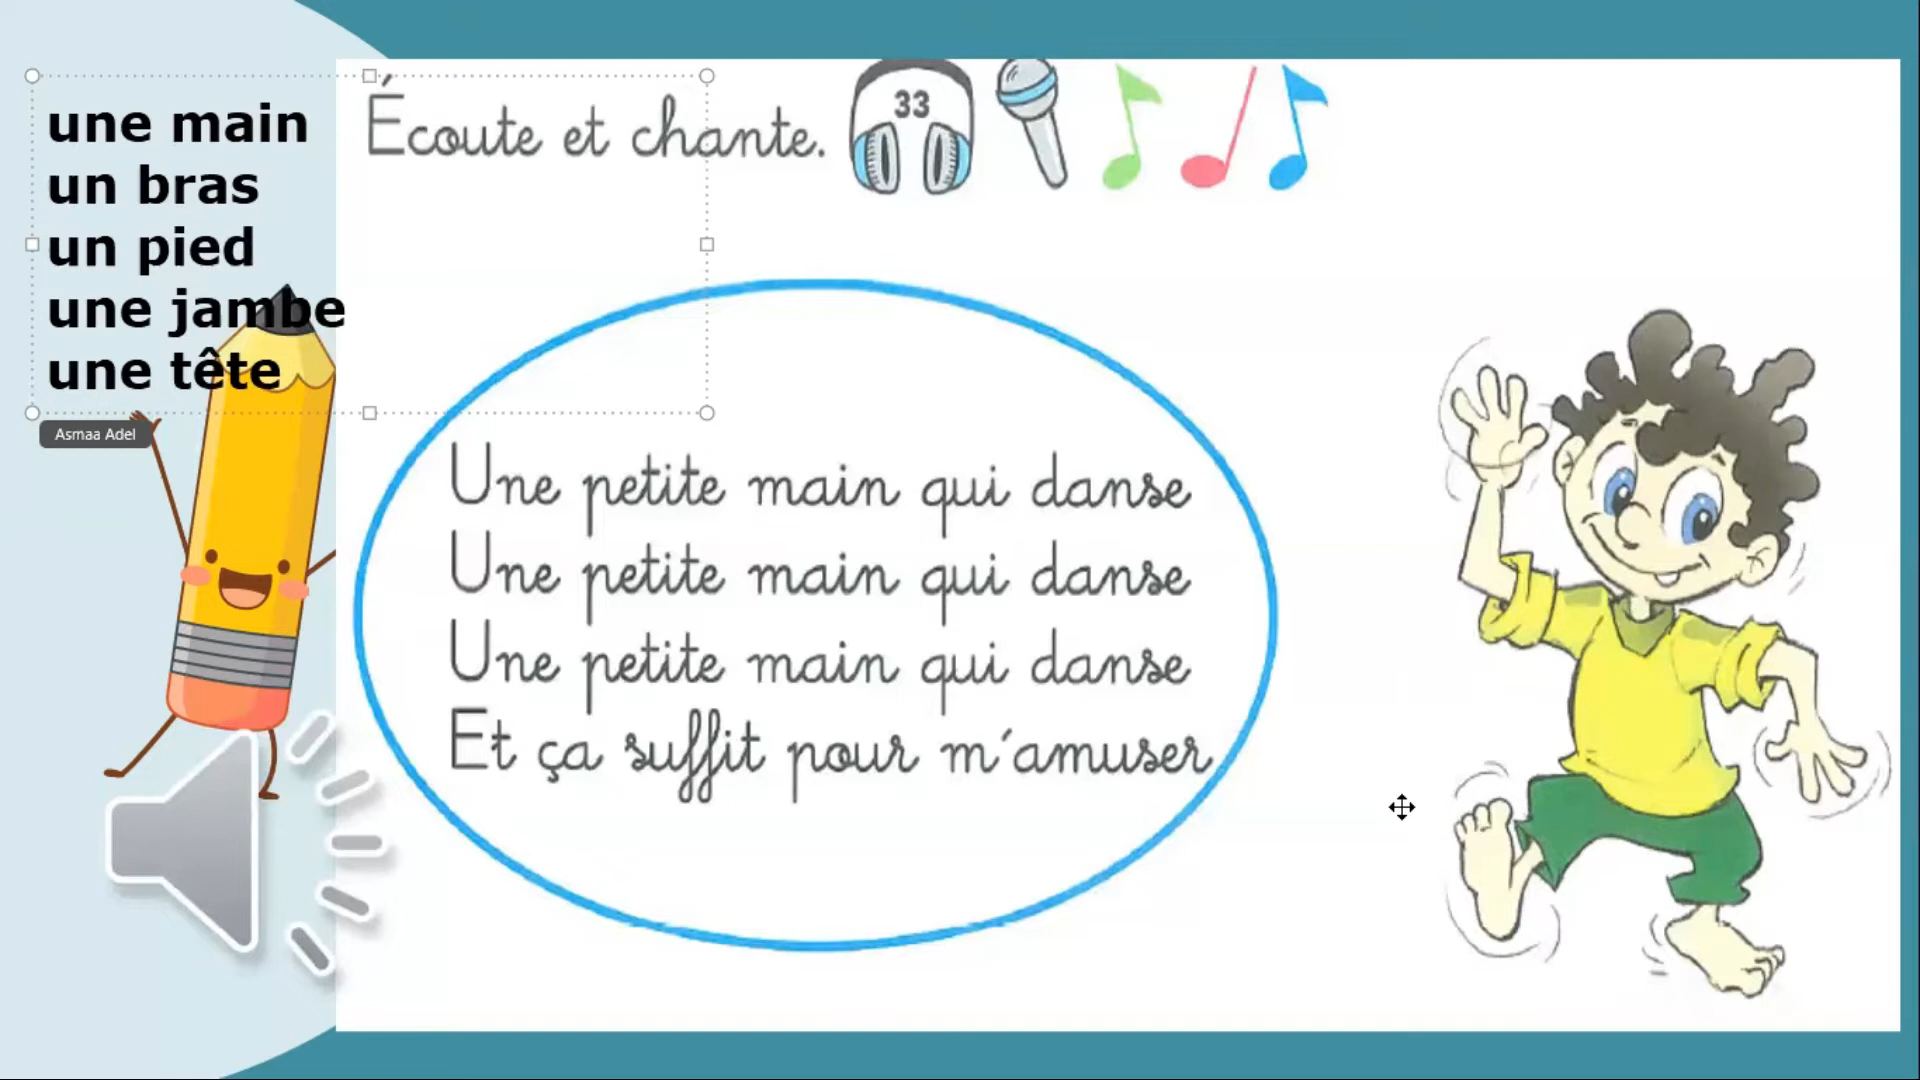 une main
un bras
un pied
une jambe
une tête
Asmaa Adel
Écoute et chante.
33
Une petite main qui danse
Une petite main qui danse
Une petite main qui danse
Et ça suffit pour m'amuser